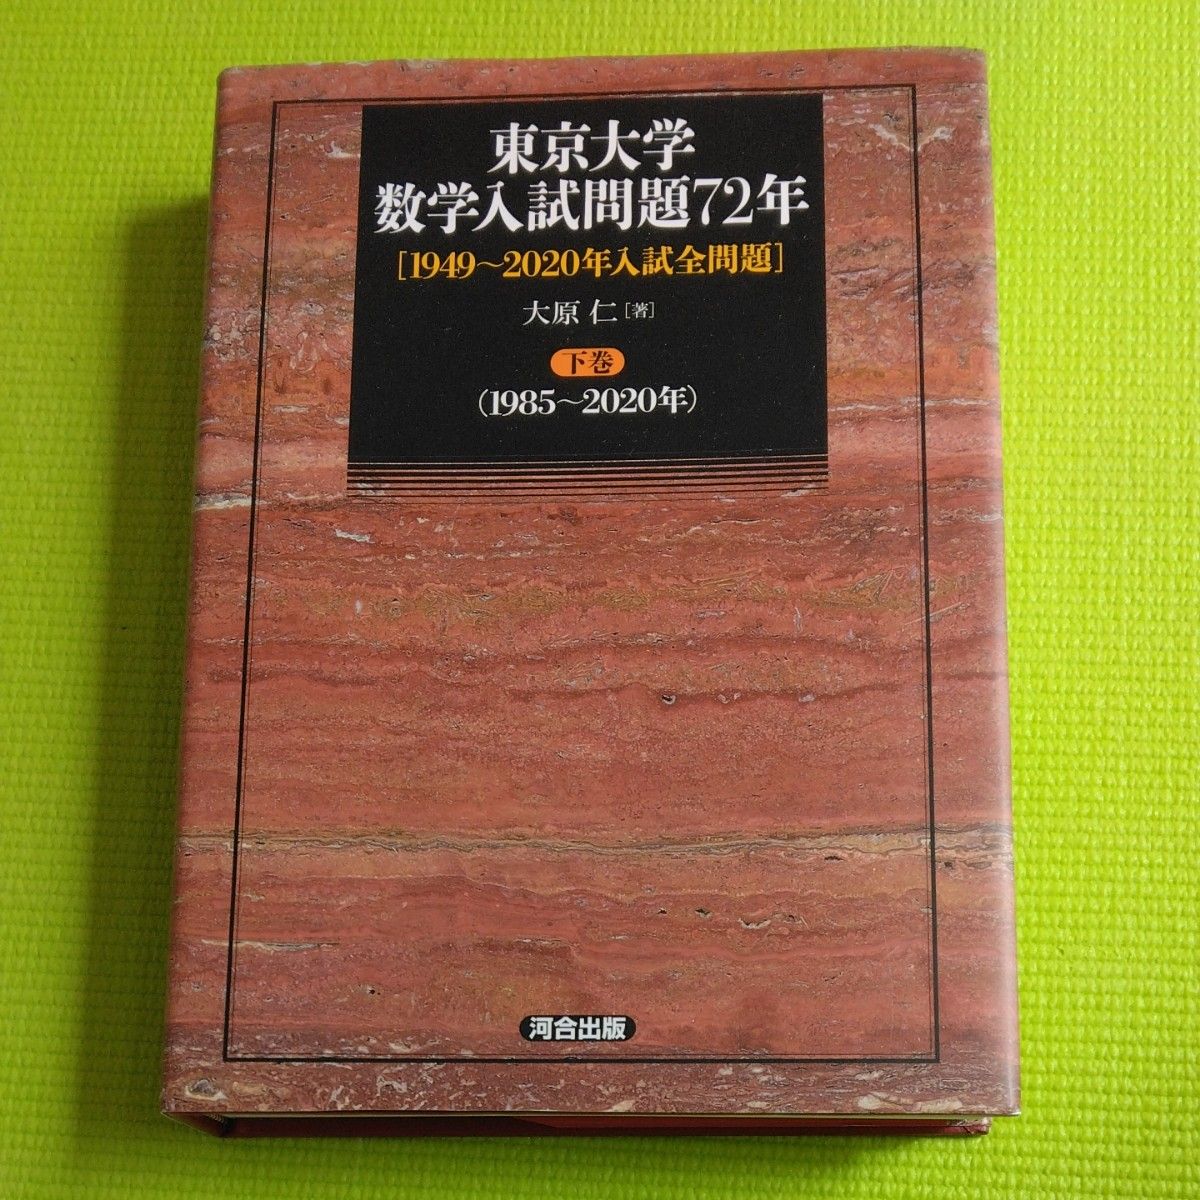 東京大学
数学入試問題72年
[1949〜2020年入試全問題]
大原 仁[著]
下巻
(1985〜2020年)
河合出版